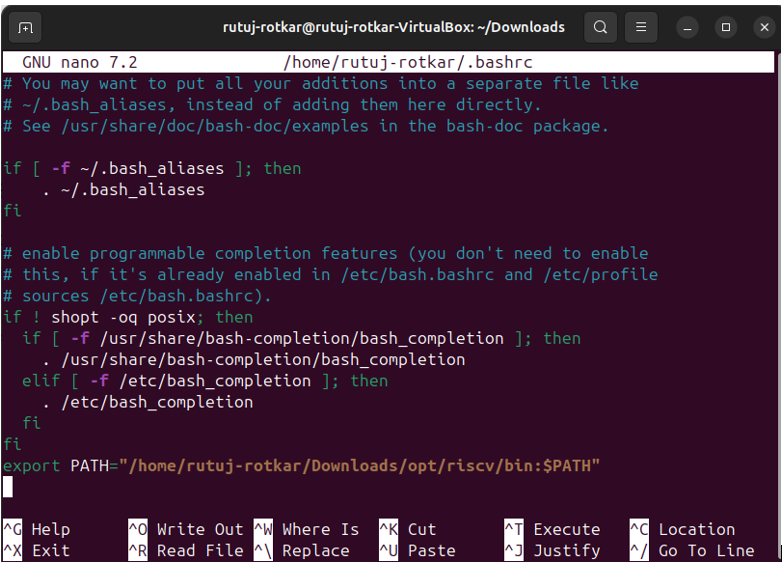 rutuj-rotkar@rutuj-rotkar-VirtualBox: ~/Downloads
GNU nano 7.2 /home/rutuj-rotkar/.bashrc
# You may want to put all your additions into a separate file like
# ~/.bash_aliases, instead of adding them here directly.
# See /usr/share/doc/bash-doc/examples in the bash-doc package.
if [ -f ~/.bash_aliases ]; then
    . ~/.bash_aliases
fi
# enable programmable completion features (you don't need to enable
# this, if it's already enabled in /etc/bash.bashrc and /etc/profile
# sources /etc/bash.bashrc).
if ! shopt -oq posix; then
  if [ -f /usr/share/bash-completion/bash_completion ]; then
    . /usr/share/bash-completion/bash_completion
  elif [ -f /etc/bash_completion ]; then
    . /etc/bash_completion
  fi
fi
export PATH="/home/rutuj-rotkar/Downloads/opt/riscv/bin:$PATH"
^G Help ^O Write Out ^W Where Is ^K Cut ^T Execute ^C Location
^X Exit ^R Read File ^\ Replace ^U Paste ^J Justify ^/ Go To Line